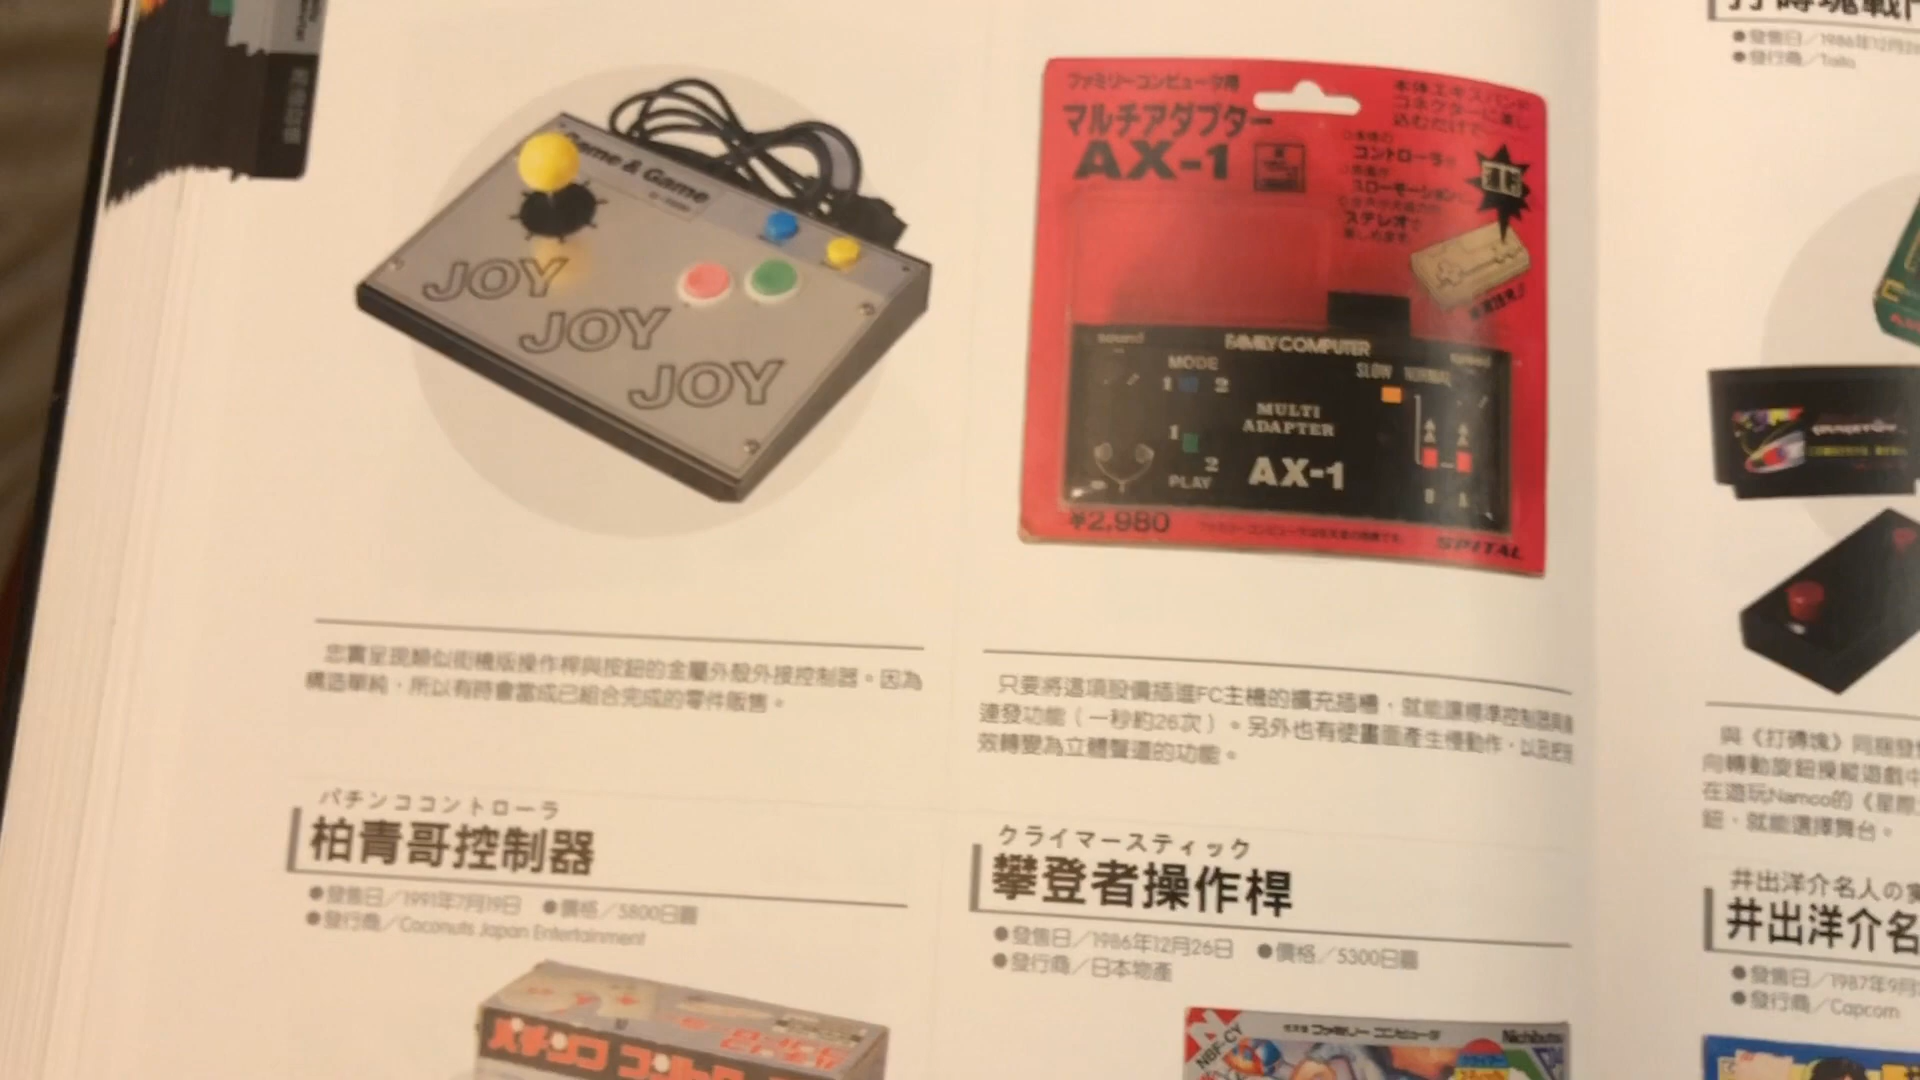 Game & Game
JOY
JOY
JOY
ファミリーコンピュータ用
マルチアダプター
AX-1
本体エキスパンド
コネクターに差し
込むだけで
コントローラ
スローモーション
ステレオで
sound
FAMILY COMPUTER
speed
MODE
1 2
SLOW NORMAL
MULTI
ADAPTER
1
2
PLAY
AX-1
B A
¥2,980
SPITAL
忠實呈現類似街機版操作桿與按鈕的金屬外殼外接控制器。因為
構造單純，所以有時會當成已組合完成的零件販售。
只要將這項設備插進FC主機的擴充插槽，就能讓標準控制器
連發功能（一秒約26次）。另外也有使畫面產生慢動作，以及把
效轉變為立體聲道的功能。
パチンココントローラ
柏青哥控制器
●發售日／1991年7月19日 ●價格／5800日圓
●發行商／Coconuts Japan Entertainment
パチンコ コントローラ
クライマースティック
攀登者操作桿
●發售日／1986年12月26日 ●價格／5300日圓
●發行商／日本物產
NBF-CY
ファミリー コンピュータ
Nichibutsu
●發售日／1986年12月
●發行商／Taito
與《打磚塊》同捆發
向轉動旋鈕操縱遊戲中
在遊玩Namco的《星際
鈕，就能選擇舞台。
井出洋介名人の実
井出洋介名
●發售日／1987年9月
●發行商／Capcom